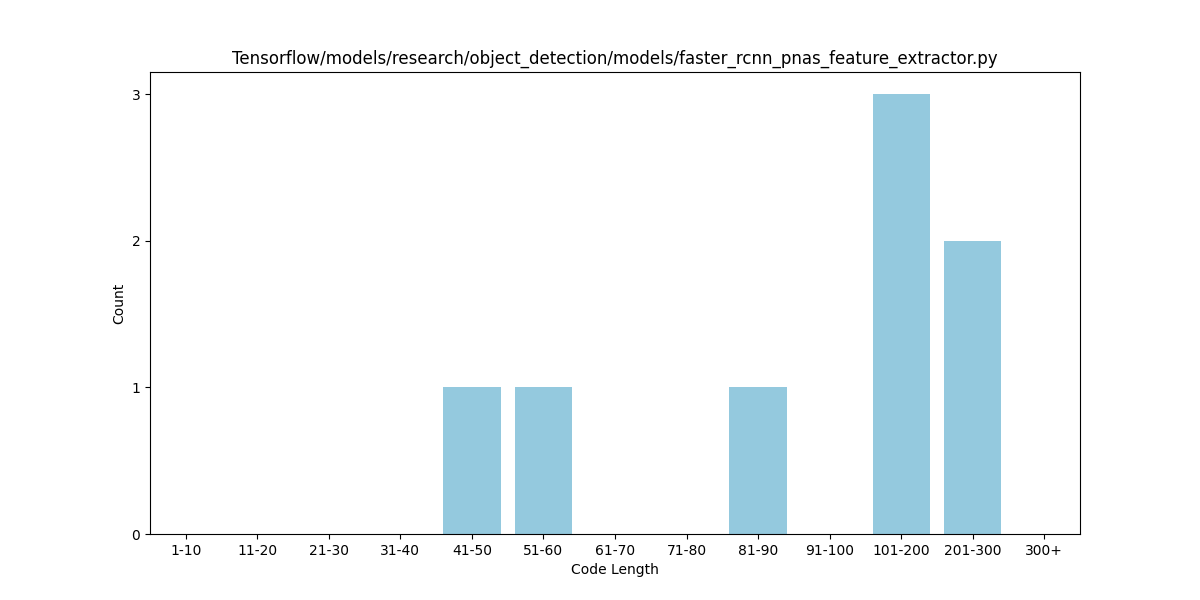 Tensorflow/models/research/object_detection/models/faster_rcnn_pnas_feature_extractor.py
3
2
1
0
Count
1-10 11-20 21-30 31-40 41-50 51-60 61-70 71-80 81-90 91-100 101-200 201-300 300+
Code Length